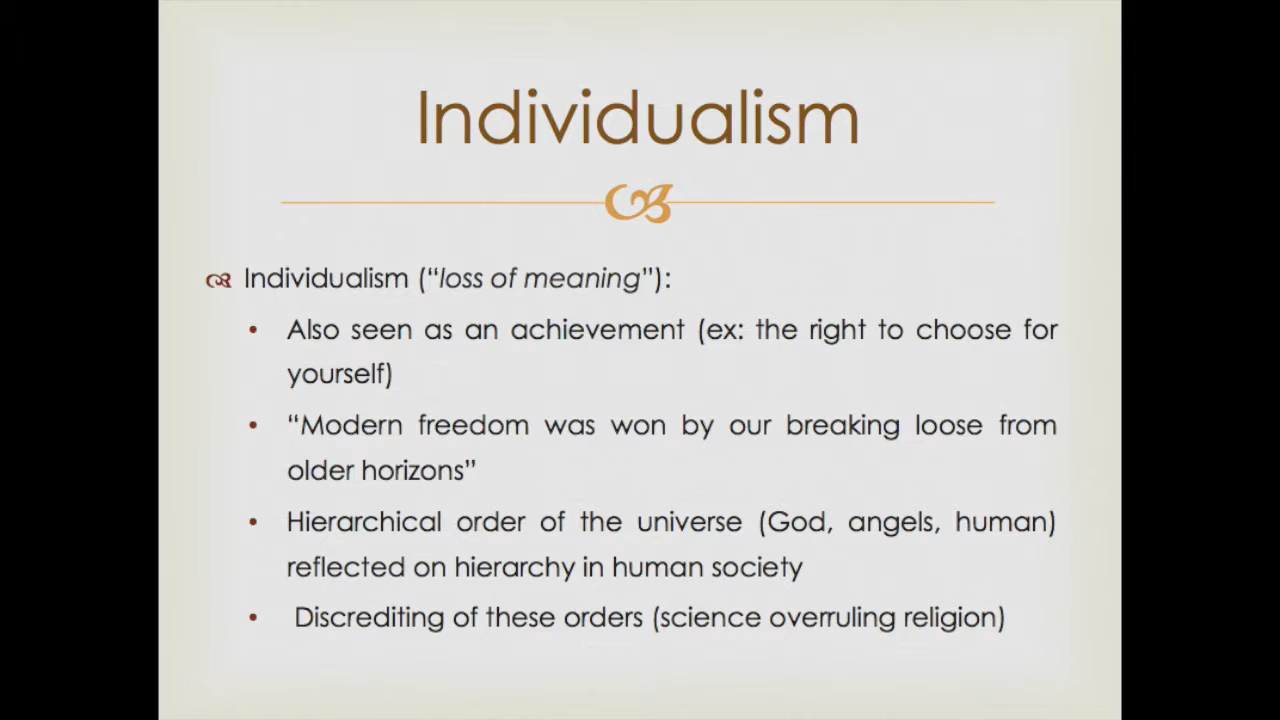 Individualism
Individualism (“loss of meaning”):
• Also seen as an achievement (ex: the right to choose for
yourself)
• “Modern freedom was won by our breaking loose from
older horizons”
• Hierarchical order of the universe (God, angels, human)
reflected on hierarchy in human society
• Discrediting of these orders (science overruling religion)